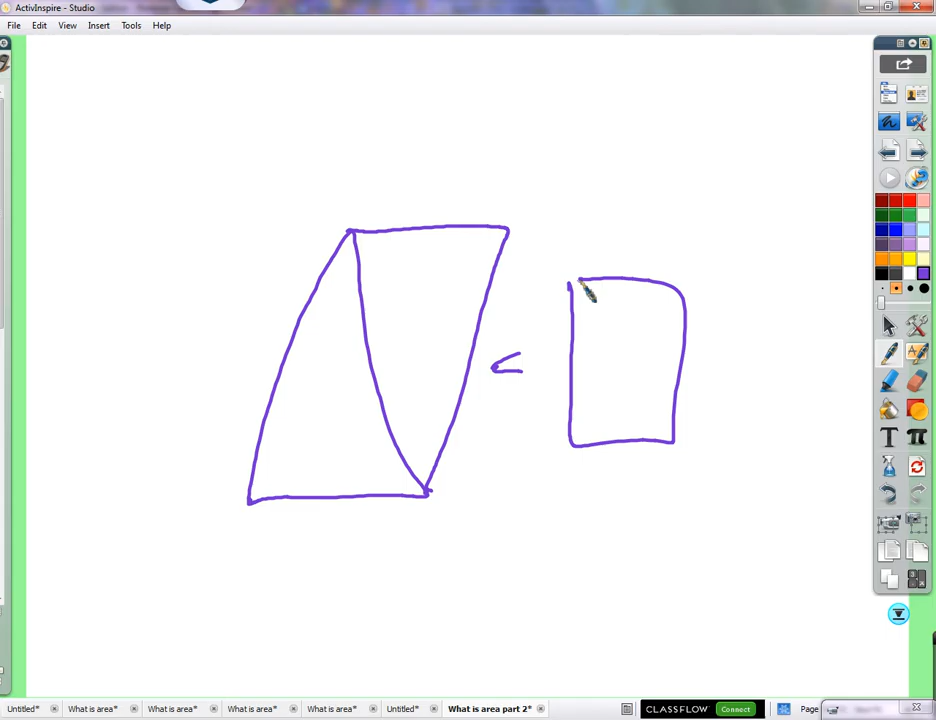 ActivInspire - Studio
File Edit View Insert Tools Help
<
T π
Untitled* What is area* What is area* What is area* What is area* Untitled* What is area part 2* CLASSFLOW Connect Page